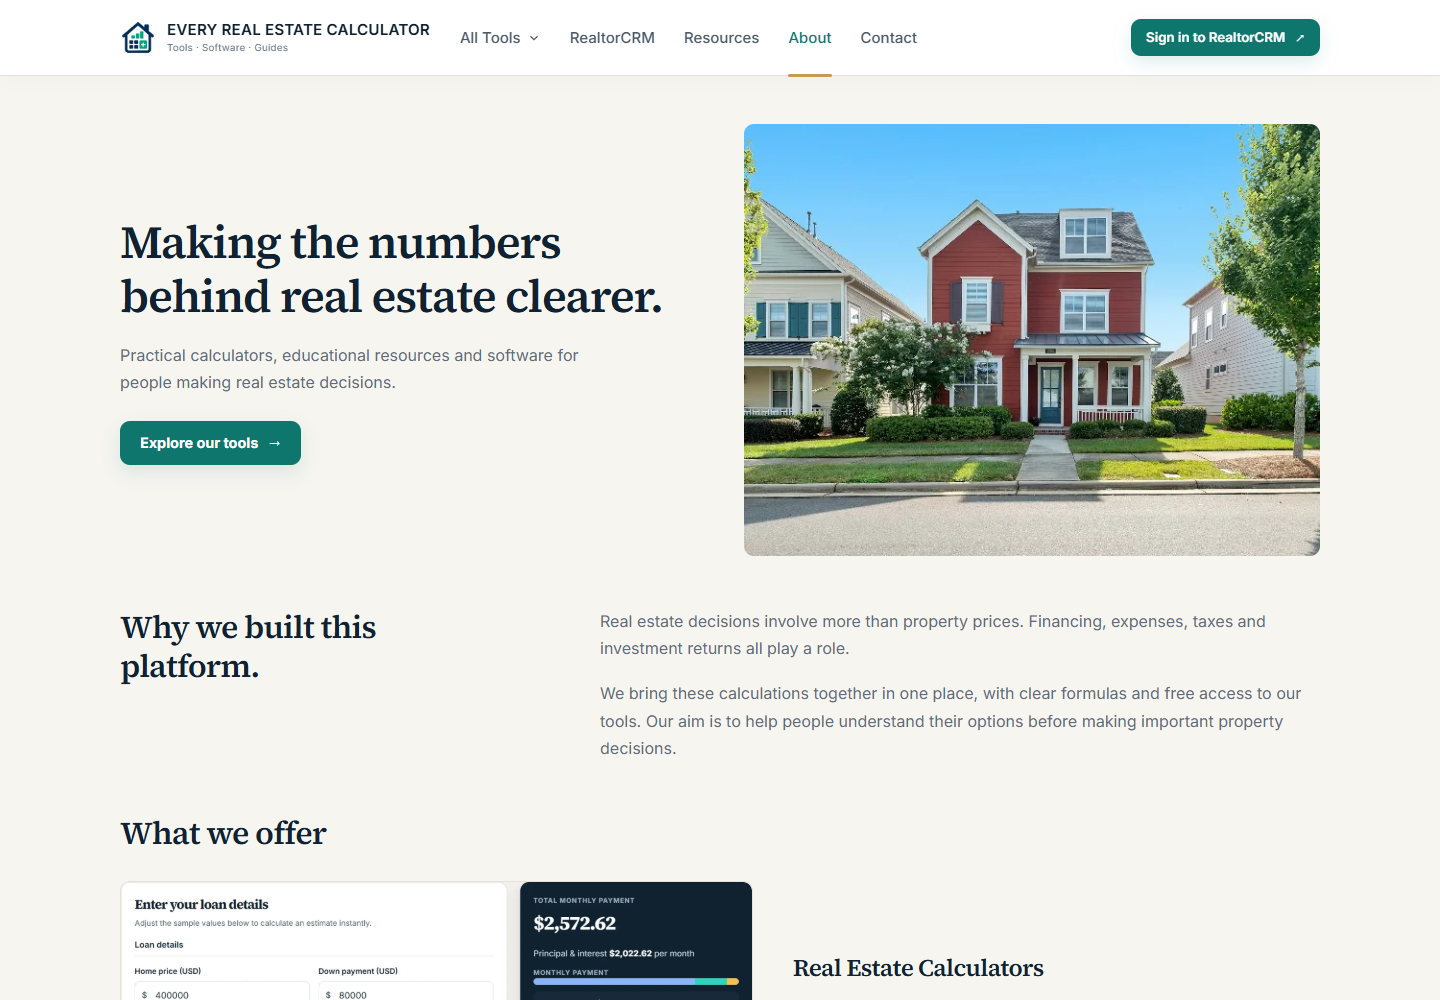 EVERY REAL ESTATE CALCULATOR
Tools · Software · Guides
All Tools
RealtorCRM
Resources
About
Contact
Sign in to RealtorCRM ↗
Making the numbers
behind real estate clearer.
Practical calculators, educational resources and software for
people making real estate decisions.
Explore our tools →
Why we built this
platform.
Real estate decisions involve more than property prices. Financing, expenses, taxes and
investment returns all play a role.
We bring these calculations together in one place, with clear formulas and free access to our
tools. Our aim is to help people understand their options before making important property
decisions.
What we offer
Enter your loan details
Adjust the sample values below to calculate an estimate instantly.
Loan details
Home price (USD)
Down payment (USD)
$ 400000
$ 80000
TOTAL MONTHLY PAYMENT
$2,572.62
Principal & interest $2,022.62 per month
MONTHLY PAYMENT
Real Estate Calculators